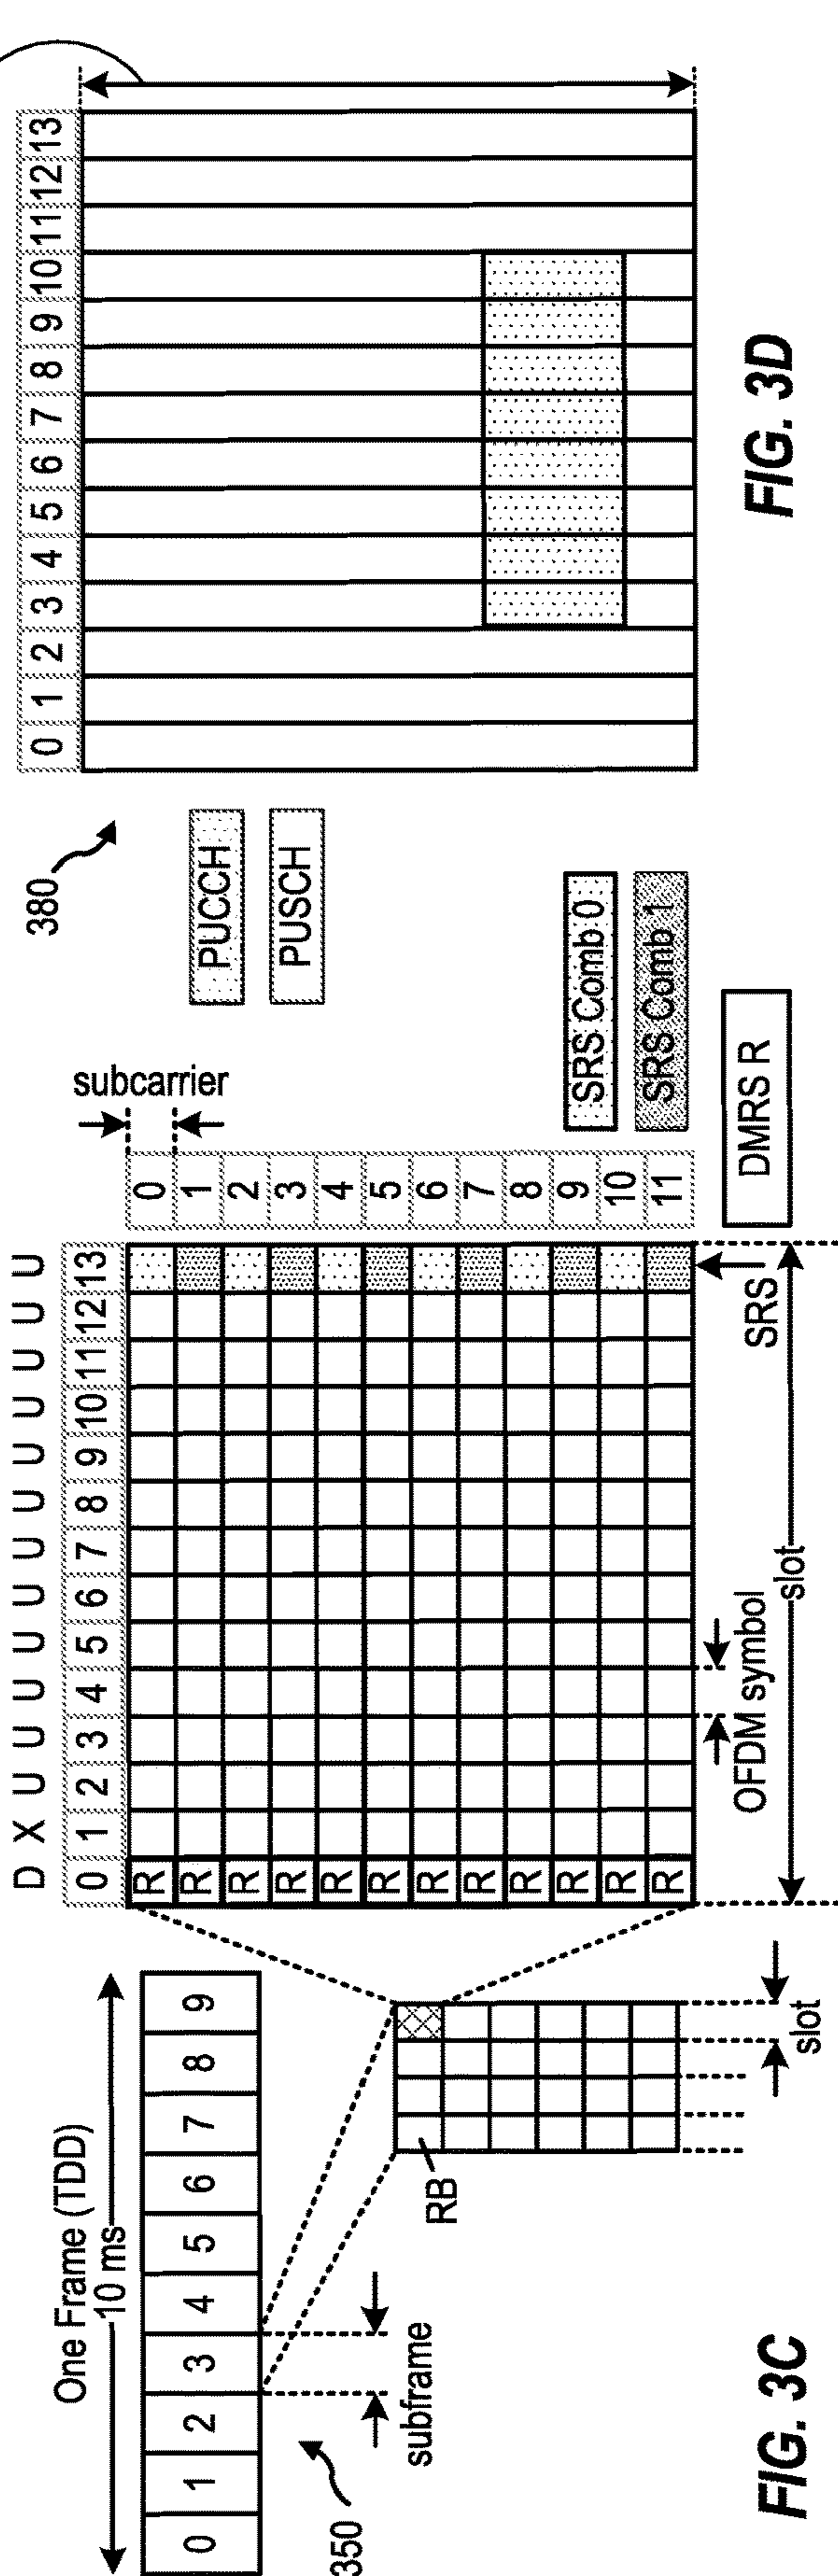 One Frame (TDD)
10 ms
0 1 2 3 4 5 6 7 8 9
subframe
350
RB
slot
FIG. 3C
D X U U U U U U U U U U U U
0 1 2 3 4 5 6 7 8 9 10 11 12 13
R
R
R
R
R
R
R
R
R
R
R
R
subcarrier
0
1
2
3
4
5
6
7
8
9
10
11
OFDM symbol
slot
SRS
SRS Comb 0
SRS Comb 1
DMRS R
380
PUCCH
PUSCH
0 1 2 3 4 5 6 7 8 9 10 11 12 13
FIG. 3D